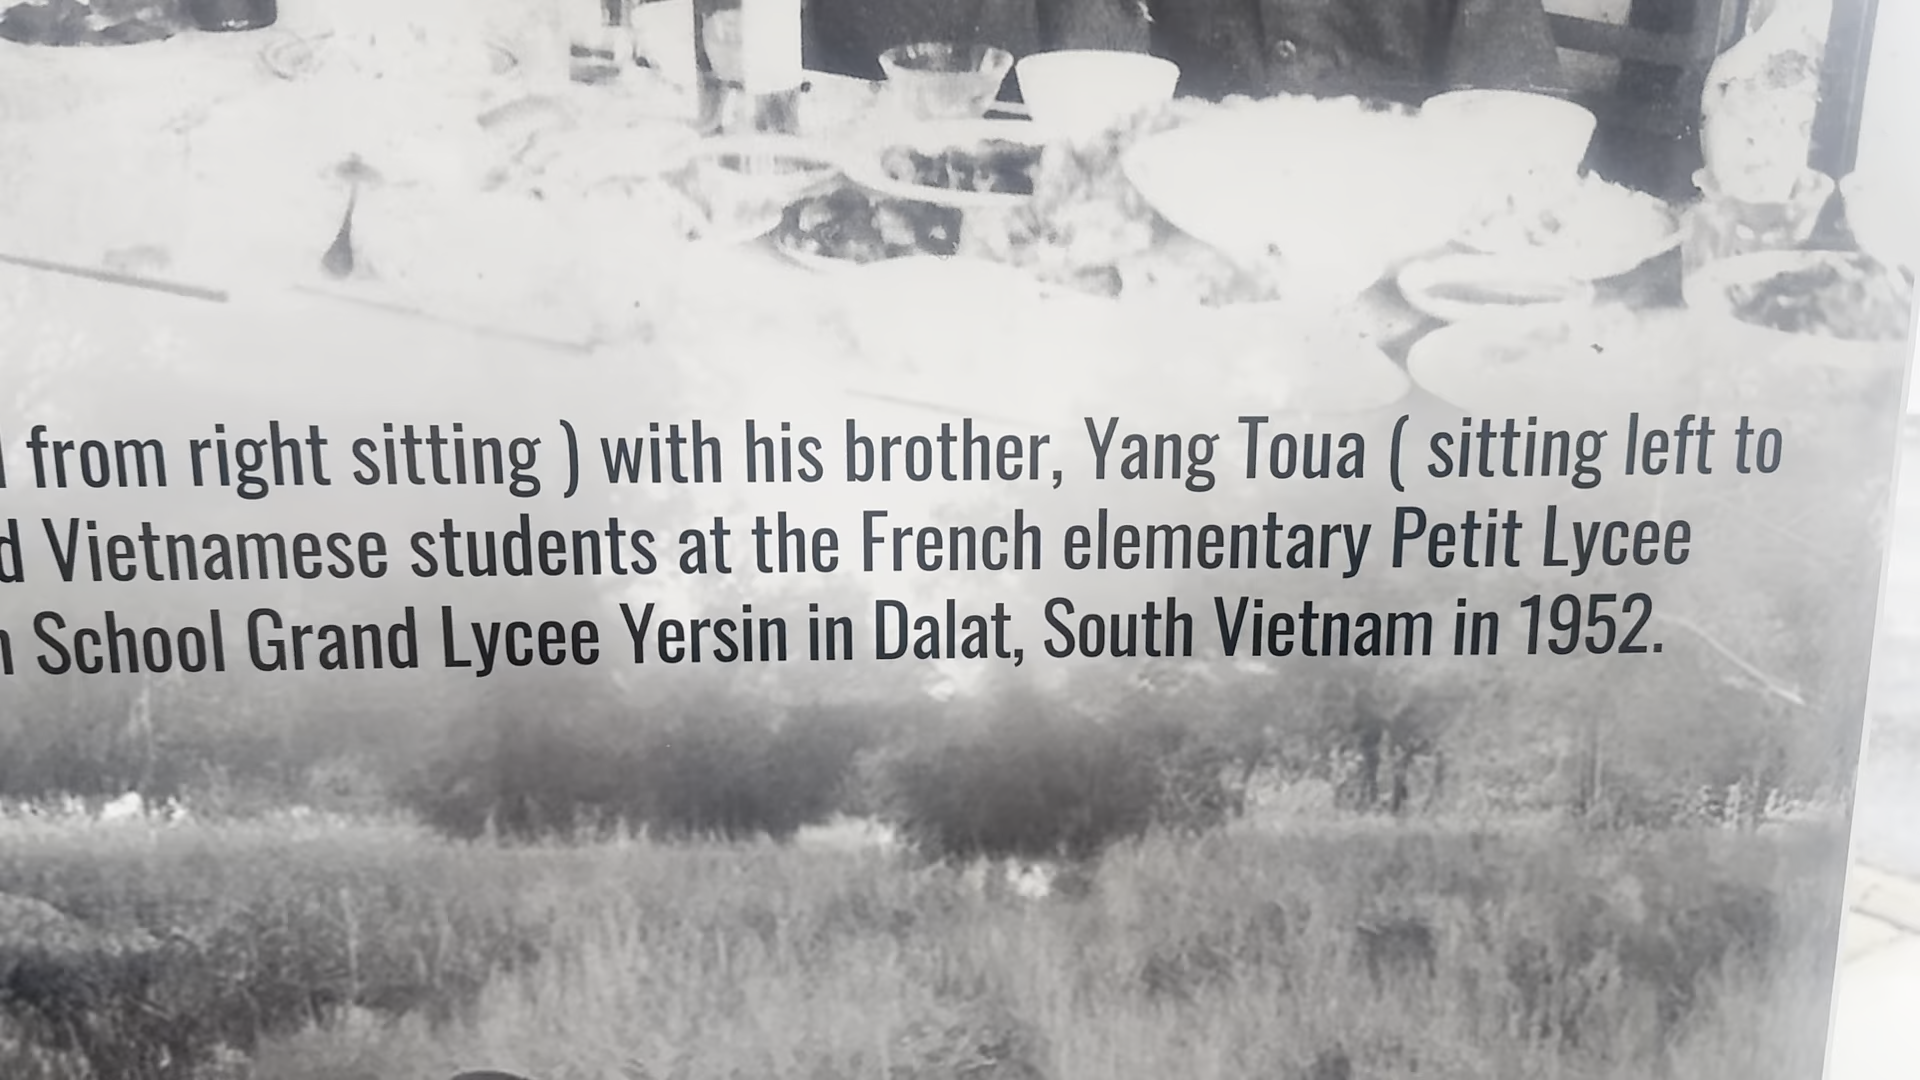 from right sitting ) with his brother, Yang Toua ( sitting left to
Vietnamese students at the French elementary Petit Lycee
School Grand Lycee Yersin in Dalat, South Vietnam in 1952.